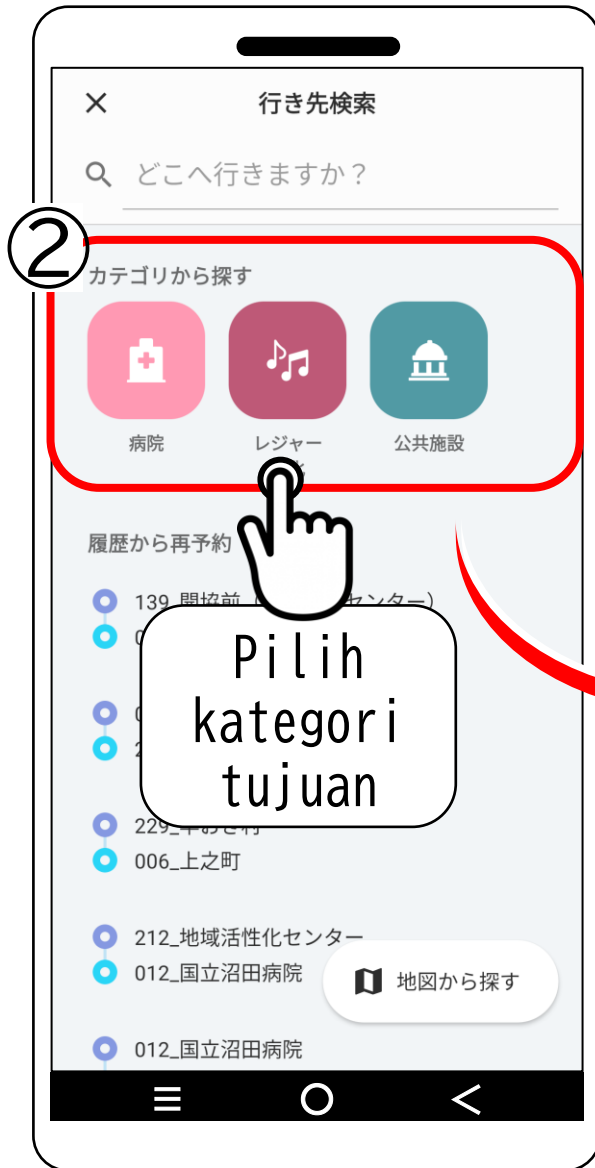 行き先検索
どこへ行きますか？
②
カテゴリから探す
病院
レジャー
公共施設
履歴から再予約
139_開協前
センター）
Pilih
kategori
tujuan
229_
006_上之町
212_地域活性化センター
012_国立沼田病院
地図から探す
012_国立沼田病院